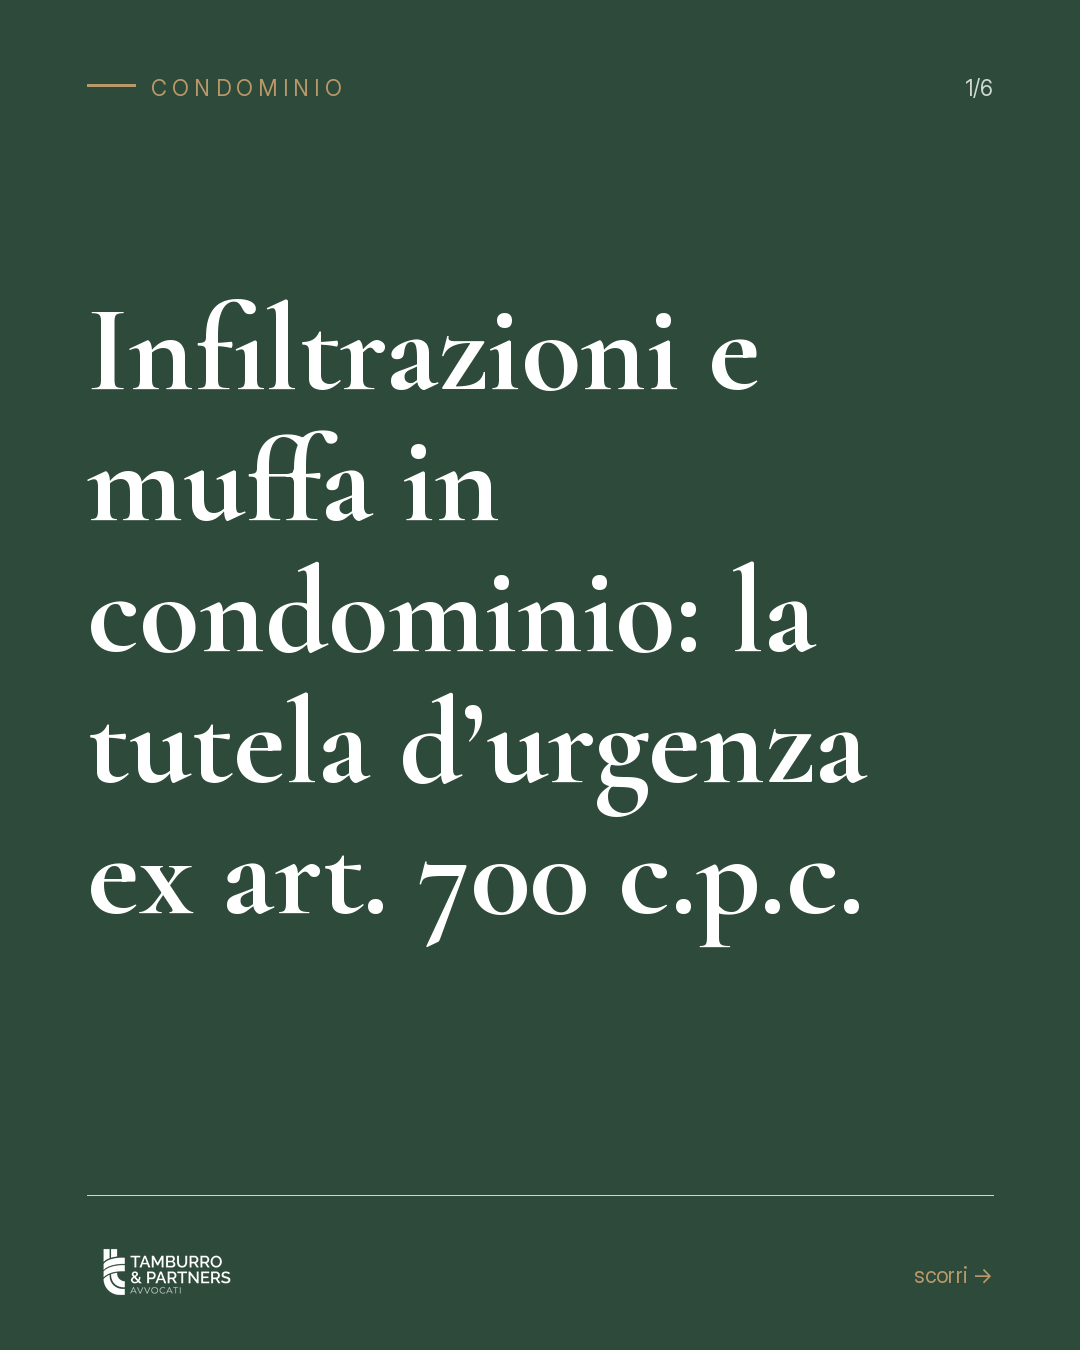 CONDOMINIO
1/6
Infiltrazioni e
muffa in
condominio: la
tutela d’urgenza
ex art. 700 c.p.c.
TAMBURRO
& PARTNERS
AVVOCATI
scorri →